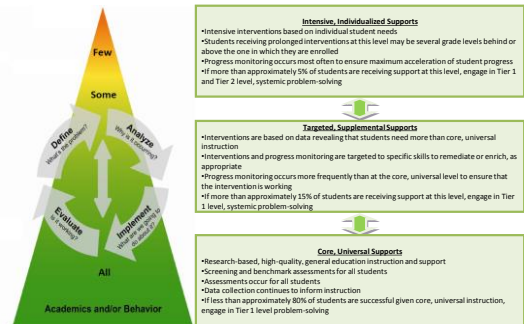 Few
Some
Define
What's the problem?
Analyze
Why is it occurring?
Implement
What are we going to
do about it?
Evaluate
Is it working?
All
Academics and/or Behavior
Intensive, Individualized Supports
•Intensive interventions based on individual student needs
•Students receiving prolonged interventions at this level may be several grade levels behind or
above the one in which they are enrolled
•Progress monitoring occurs most often to ensure maximum acceleration of student progress
•If more than approximately 5% of students are receiving support at this level, engage in Tier 1
and Tier 2 level, systemic problem-solving
Targeted, Supplemental Supports
•Interventions are based on data revealing that students need more than core, universal
instruction
•Interventions and progress monitoring are targeted to specific skills to remediate or enrich, as
appropriate
•Progress monitoring occurs more frequently than at the core, universal level to ensure that
the intervention is working
•If more than approximately 15% of students are receiving support at this level, engage in Tier
1 level, systemic problem-solving
Core, Universal Supports
•Research-based, high-quality, general education instruction and support
•Screening and benchmark assessments for all students
•Assessments occur for all students
•Data collection continues to inform instruction
•If less than approximately 80% of students are successful given core, universal instruction,
engage in Tier 1 level problem-solving